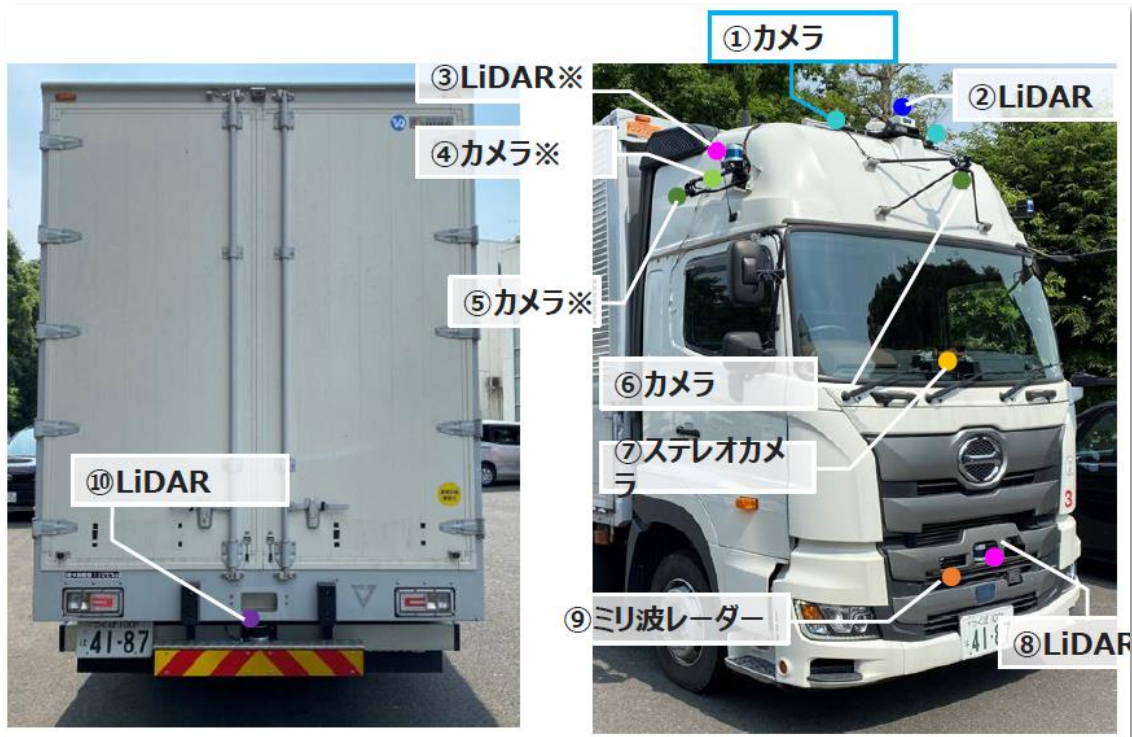 ①カメラ
③LiDAR※
②LiDAR
④カメラ※
⑤カメラ※
⑥カメラ
⑦ステレオカメ
ラ
⑩LiDAR
3
⑨ミリ波レーダー
41-87
⑧LiDAR